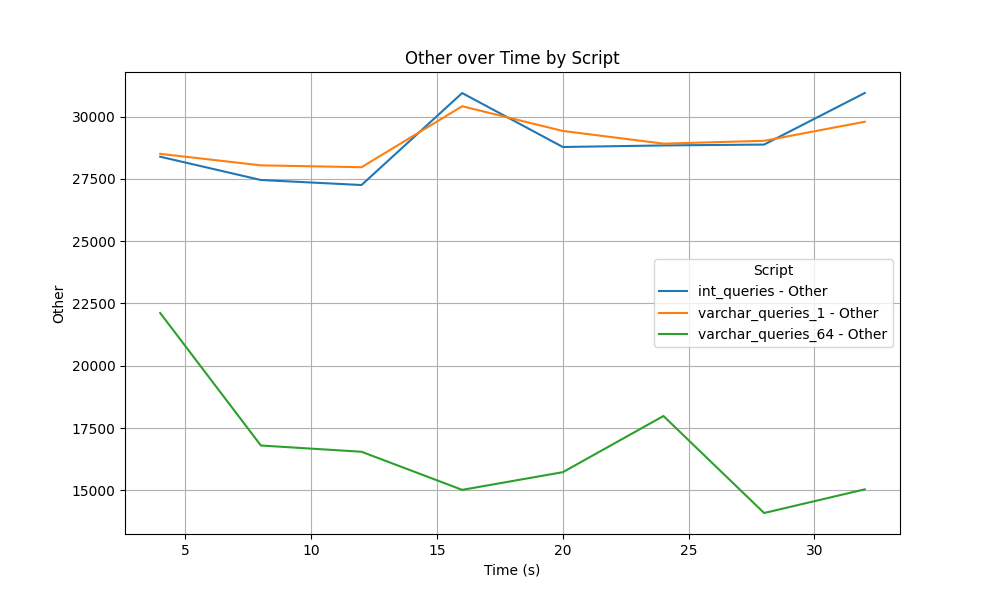 Other over Time by Script
30000
27500
25000
22500
20000
17500
15000
Other
Script
int_queries - Other
varchar_queries_1 - Other
varchar_queries_64 - Other
5 10 15 20 25 30
Time (s)